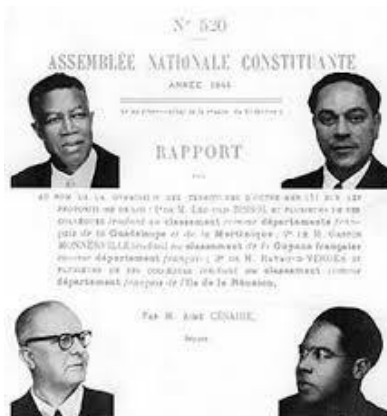 Nº 520
ASSEMBLÉE NATIONALE CONSTITUANTE
ANNÉE 1946
RAPPORT
FAIT
AU NOM DE LA COMMISSION DES TERRITOIRES D'OUTRE-MER (1) SUR LES
PROPOSITIONS DE LOI : 1º DE M. LÉOPOLD BISSOL ET PLUSIEURS DE SES
COLLÈGUES tendant au classement comme départements fran-
çais de la Guadeloupe et de la Martinique ; 2º DE M. GASTON
MONNERVILLE tendant au classement de la Guyane française
comme département français ; 3º DE M. RAYMOND VERGÈS ET
PLUSIEURS DE SES COLLÈGUES tendant au classement comme
département français de l'île de la Réunion,
PAR M. AIMÉ CÉSAIRE,